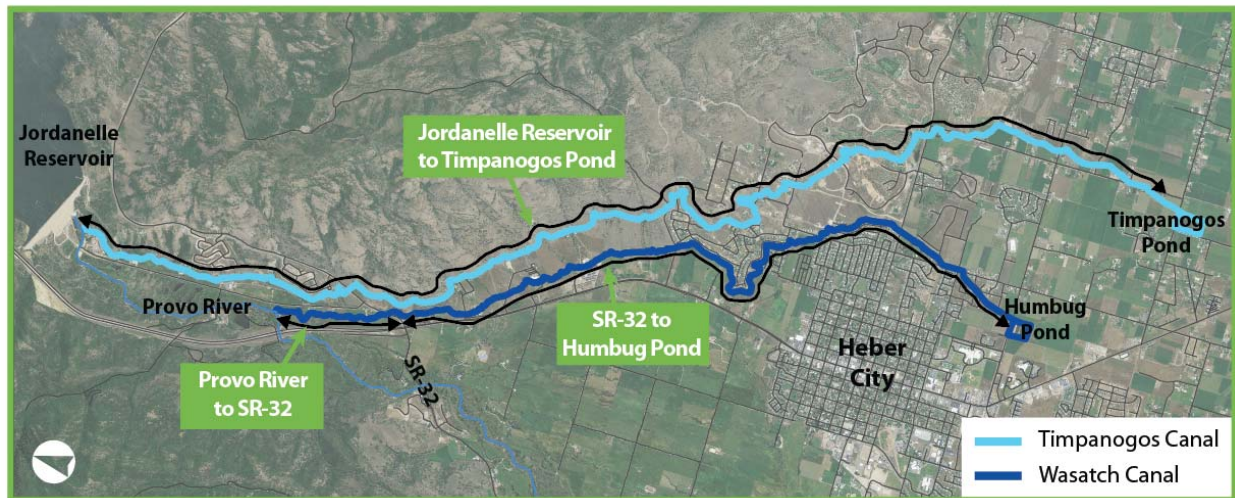 Jordanelle
Reservoir
Jordanelle Reservoir
to Timpanogos Pond
Timpanogos
Pond
Provo River
Humbug
Pond
SR-32 to
Humbug Pond
Provo River
to SR-32
SR-32
Heber
City
Timpanogos Canal
Wasatch Canal